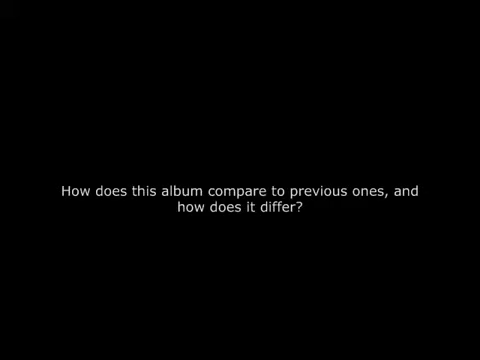 How does this album compare to previous ones, and
how does it differ?